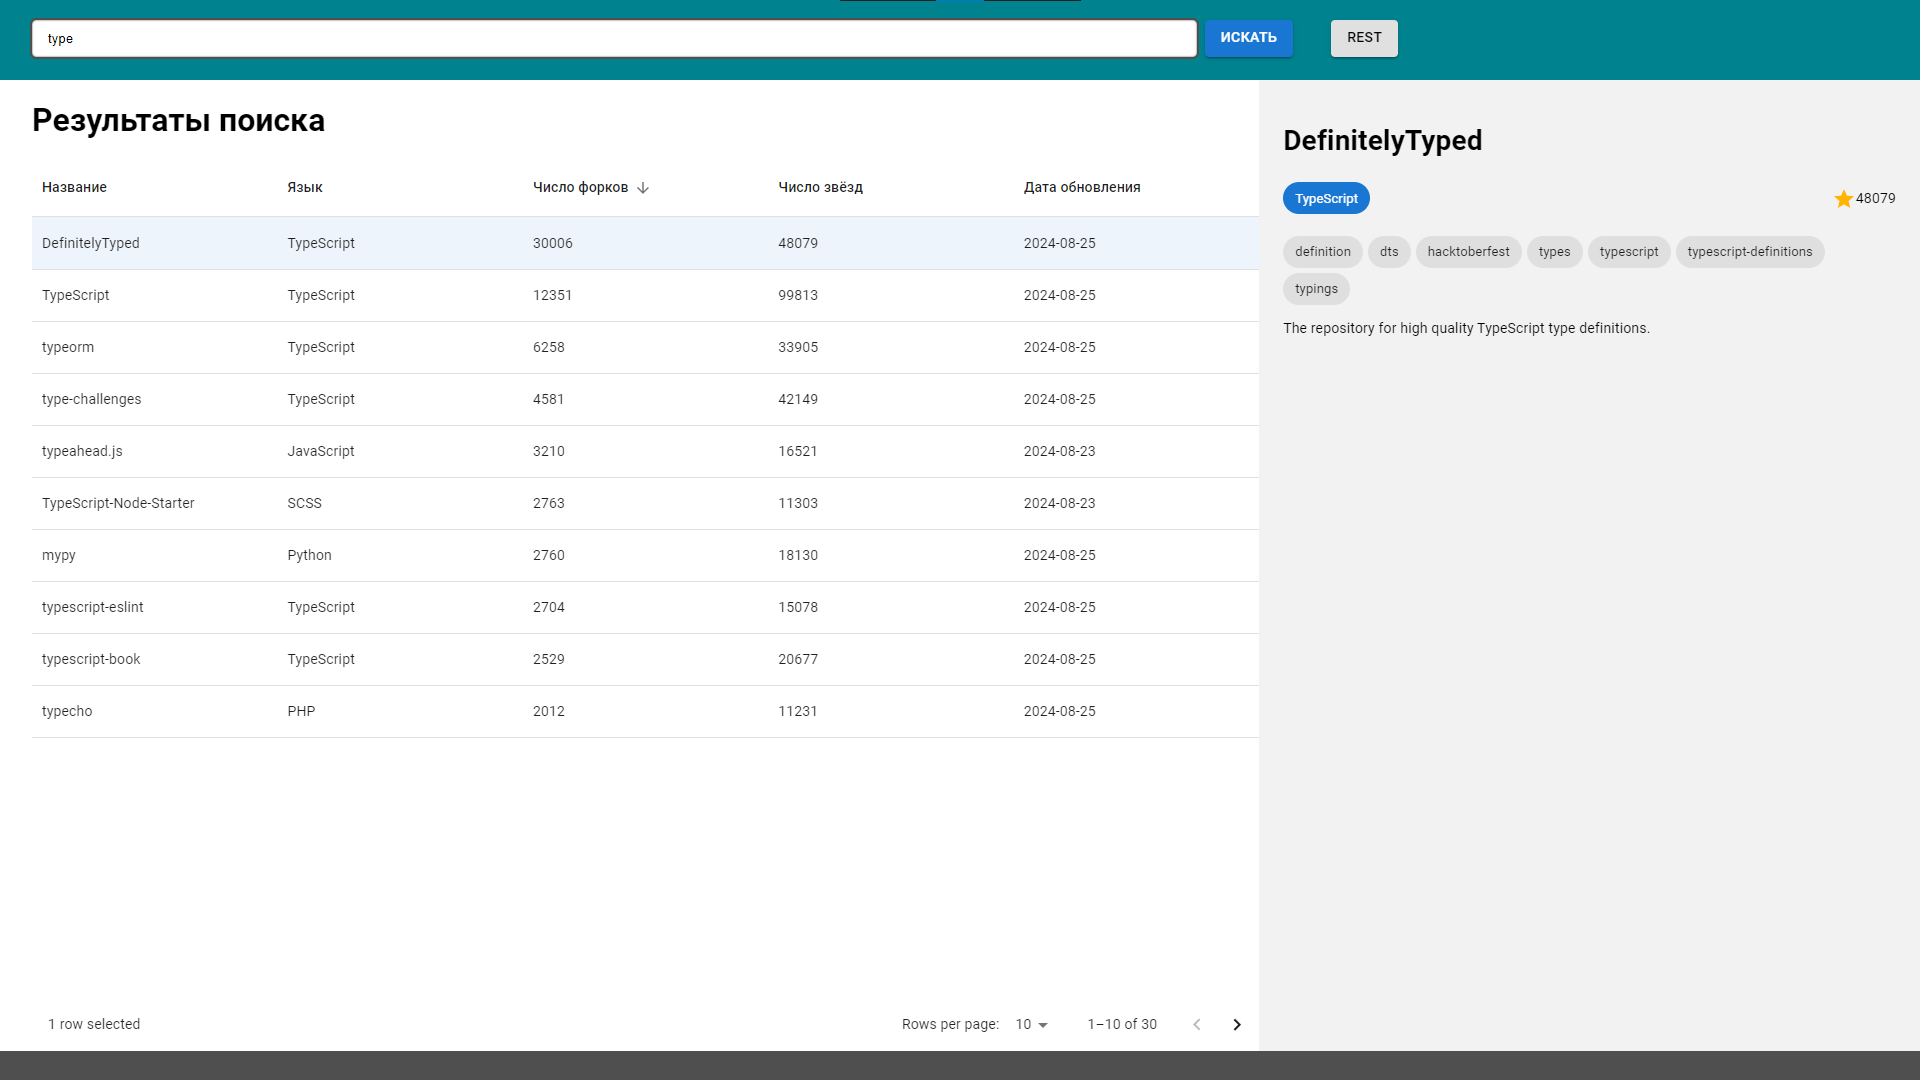 type
ИСКАТЬ
REST
Результаты поиска
Название Язык Число форков Число звёзд Дата обновления
DefinitelyTyped TypeScript 30006 48079 2024-08-25
TypeScript TypeScript 12351 99813 2024-08-25
typeorm TypeScript 6258 33905 2024-08-25
type-challenges TypeScript 4581 42149 2024-08-25
typeahead.js JavaScript 3210 16521 2024-08-23
TypeScript-Node-Starter SCSS 2763 11303 2024-08-23
mypy Python 2760 18130 2024-08-25
typescript-eslint TypeScript 2704 15078 2024-08-25
typescript-book TypeScript 2529 20677 2024-08-25
typecho PHP 2012 11231 2024-08-25
1 row selected
Rows per page: 10 1–10 of 30
DefinitelyTyped
TypeScript 48079
definition dts hacktoberfest types typescript typescript-definitions
typings
The repository for high quality TypeScript type definitions.